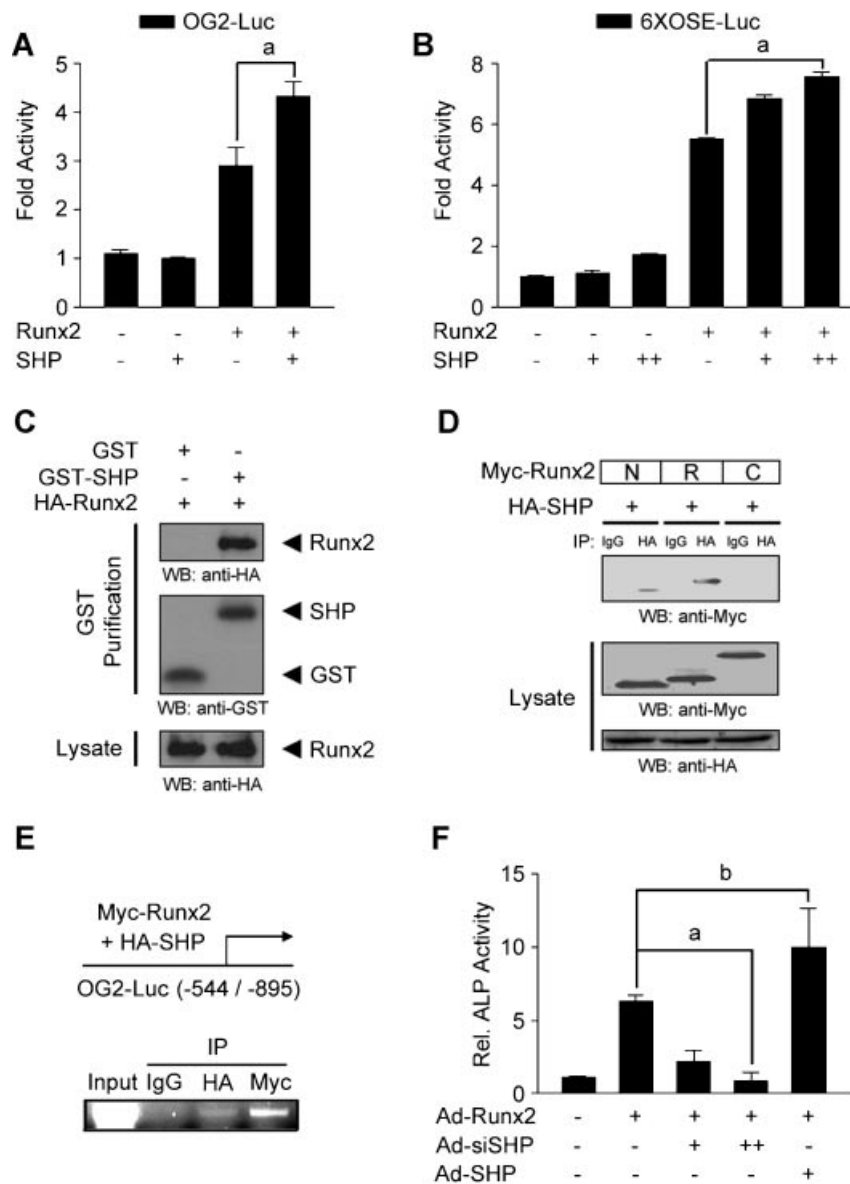 A
OG2-Luc
a
Fold Activity
5
4
3
2
1
0
Runx2 - - + +
SHP - + - +
B
6XOSE-Luc
a
Fold Activity
8
6
4
2
0
Runx2 - - - + + +
SHP - + ++ - + ++
C
GST + -
GST-SHP - +
HA-Runx2 + +
GST Purification
Runx2
WB: anti-HA
SHP
GST
WB: anti-GST
Lysate
Runx2
WB: anti-HA
D
Myc-Runx2 N R C
HA-SHP + + +
IP: IgG HA IgG HA IgG HA
WB: anti-Myc
Lysate
WB: anti-Myc
WB: anti-HA
E
Myc-Runx2
+ HA-SHP
OG2-Luc (-544 / -895)
IP
Input IgG HA Myc
F
b
a
Rel. ALP Activity
15
10
5
0
Ad-Runx2 - + + + +
Ad-siSHP - - + ++ -
Ad-SHP - - - - +